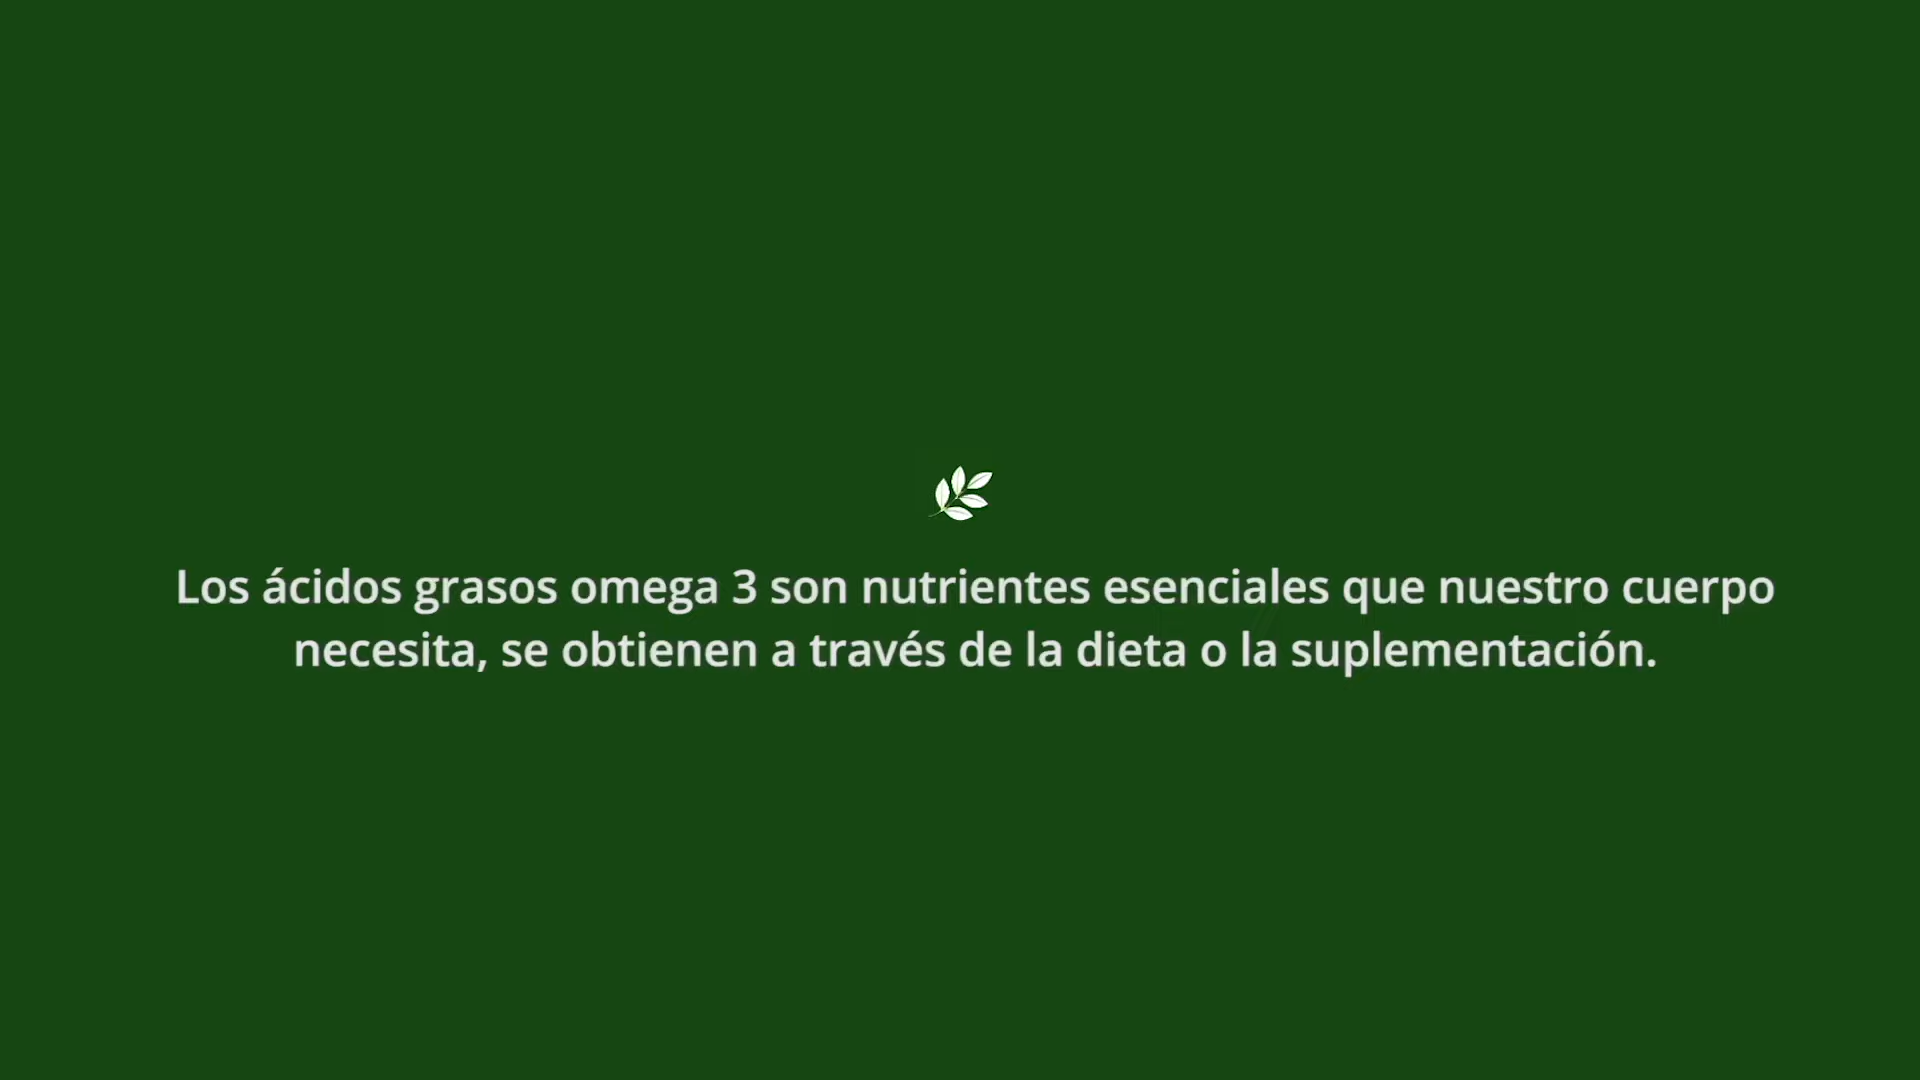 Los ácidos grasos omega 3 son nutrientes esenciales que nuestro cuerpo
necesita, se obtienen a través de la dieta o la suplementación.